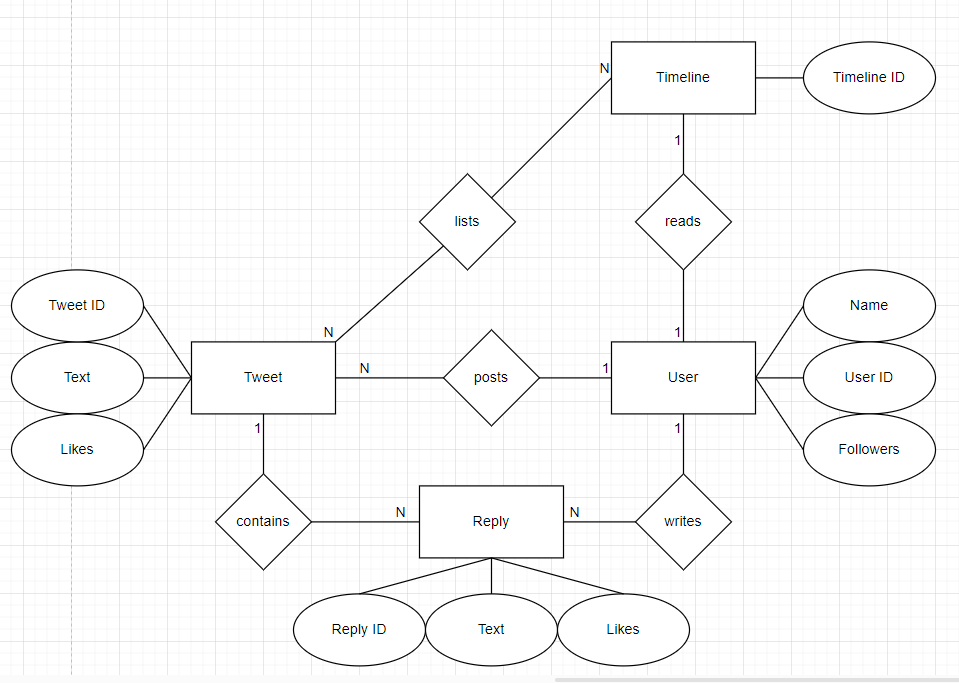 N
Timeline
Timeline ID
1
lists
reads
Tweet ID
Name
N
1
N
1
Text
Tweet
posts
User
User ID
1
1
Likes
Followers
N
N
contains
Reply
writes
Reply ID
Text
Likes